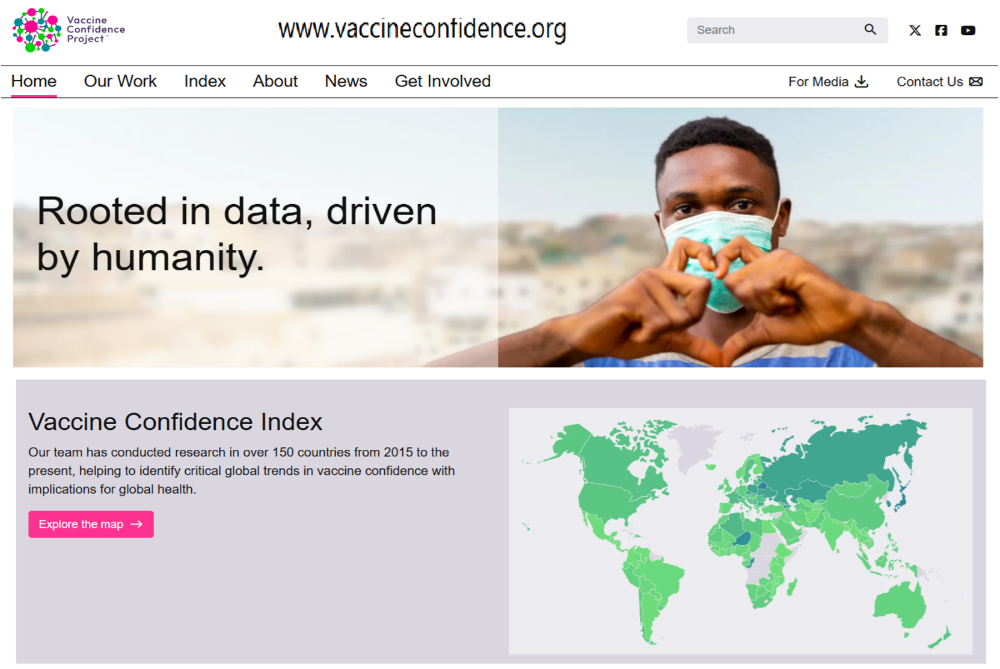 Vaccine
Confidence
Project™
www.vaccineconfidence.org
Search
Home Our Work Index About News Get Involved
For Media Contact Us
Rooted in data, driven
by humanity.
Vaccine Confidence Index
Our team has conducted research in over 150 countries from 2015 to the
present, helping to identify critical global trends in vaccine confidence with
implications for global health.
Explore the map →